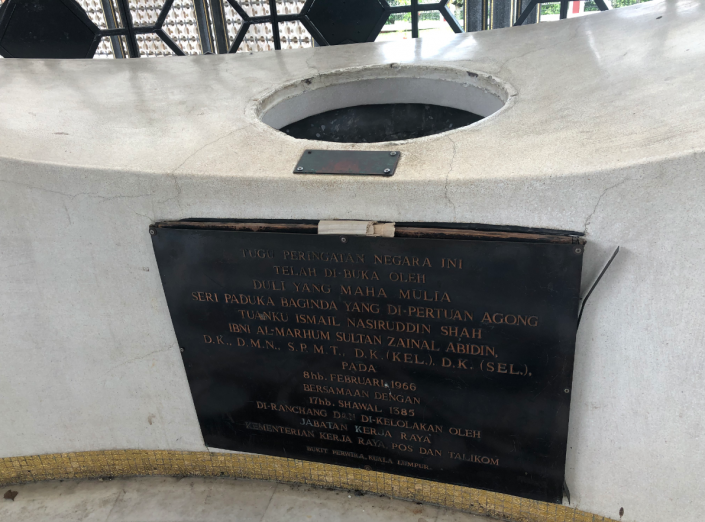 TUGU PERINGATAN NEGARA INI
TELAH DI-BUKA OLEH
DULI YANG MAHA MULIA
SERI PADUKA BAGINDA YANG DI-PERTUAN AGONG
TUANKU ISMAIL NASIRUDDIN SHAH
IBNI AL-MARHUM SULTAN ZAINAL ABIDIN,
D.K., D.M.N., S.P.M.T., D.K. (KEL.), D.K. (SEL.),
PADA
8hb. FEBRUARI, 1966
BERSAMAAN DENGAN
17hb. SHAWAL, 1385
DI-RANCHANG DAN DI-KELOLAKAN OLEH
JABATAN KERJA RAYA
KEMENTERIAN KERJA RAYA, POS DAN TALIKOM
BUKIT PERSIARAN, KUALA LUMPUR.